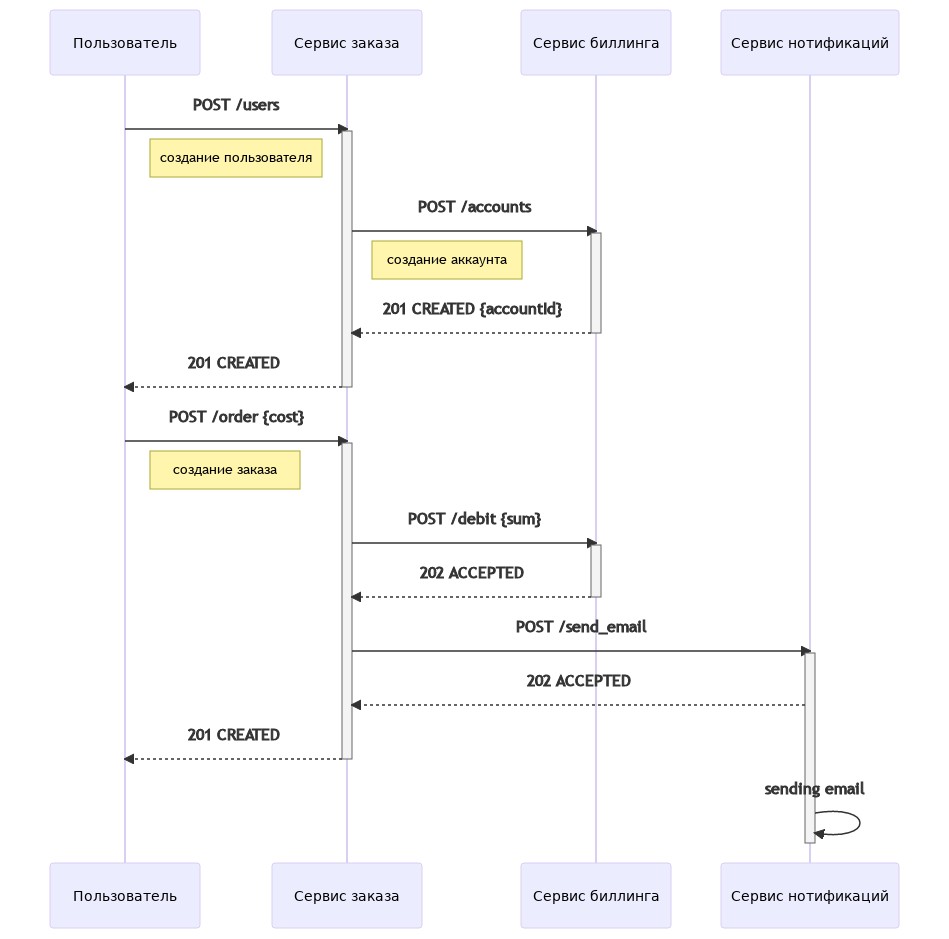 Пользователь
Сервис заказа
Сервис биллинга
Сервис нотификаций
POST /users
создание пользователя
POST /accounts
создание аккаунта
201 CREATED {accountId}
201 CREATED
POST /order {cost}
создание заказа
POST /debit {sum}
202 ACCEPTED
POST /send_email
202 ACCEPTED
201 CREATED
sending email
Пользователь
Сервис заказа
Сервис биллинга
Сервис нотификаций